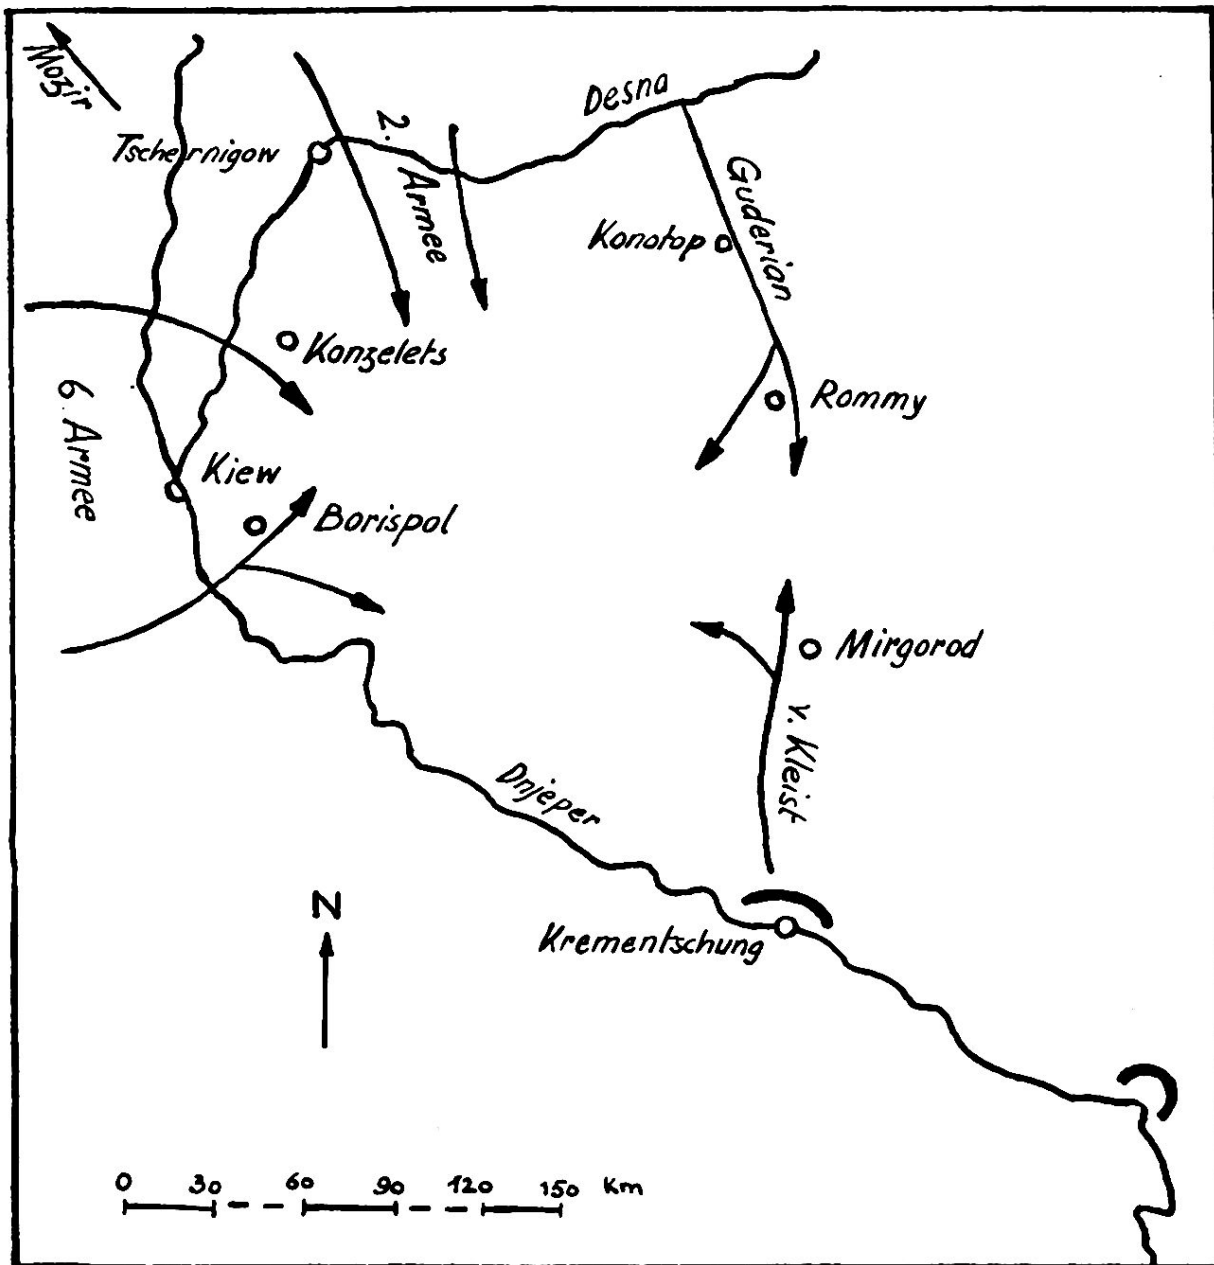 Mozir
Desna
Tschernigow
2. Armee
Guderian
Konotop
Konzelets
6. Armee
Rommy
Kiew
Borispol
Mirgorod
v. Kleist
Dnjeper
N
Krementschung
0 30 60 90 120 150 Km